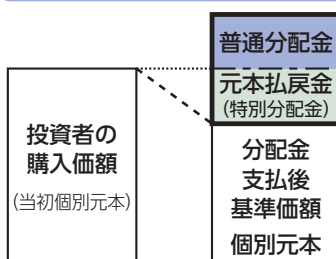 普通分配金
元本払戻金
(特別分配金)
投資者の
購入価額
(当初個別元本)
分配金
支払後
基準価額
個別元本